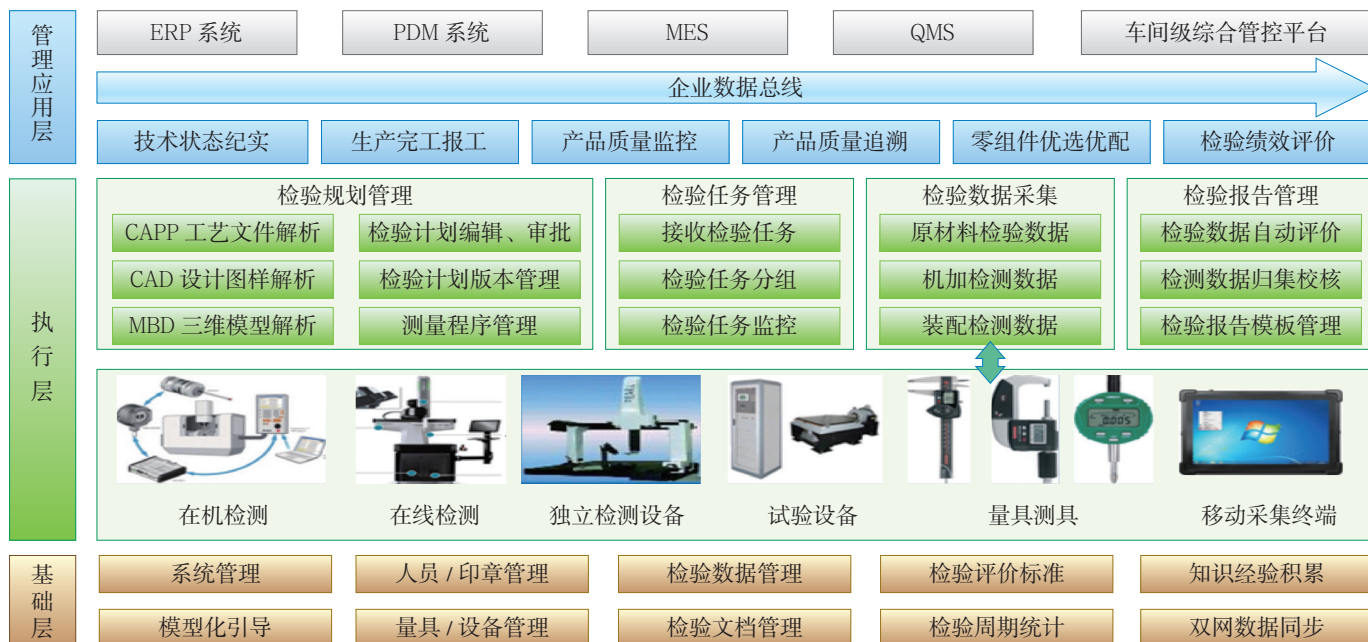 管理应用层
ERP 系统
PDM 系统
MES
QMS
车间级综合管控平台
企业数据总线
技术状态纪实
生产完工报工
产品质量监控
产品质量追溯
零组件优选优配
检验绩效评价
执行层
检验规划管理
CAPP 工艺文件解析
检验计划编辑、审批
CAD 设计图样解析
检验计划版本管理
MBD 三维模型解析
测量程序管理
检验任务管理
接收检验任务
检验任务分组
检验任务监控
检验数据采集
原材料检验数据
机加检测数据
装配检测数据
检验报告管理
检验数据自动评价
检测数据归集校核
检验报告模板管理
0.005
在机检测
在线检测
独立检测设备
试验设备
量具测具
移动采集终端
基础层
系统管理
人员 / 印章管理
检验数据管理
检验评价标准
知识经验积累
模型化引导
量具 / 设备管理
检验文档管理
检验周期统计
双网数据同步